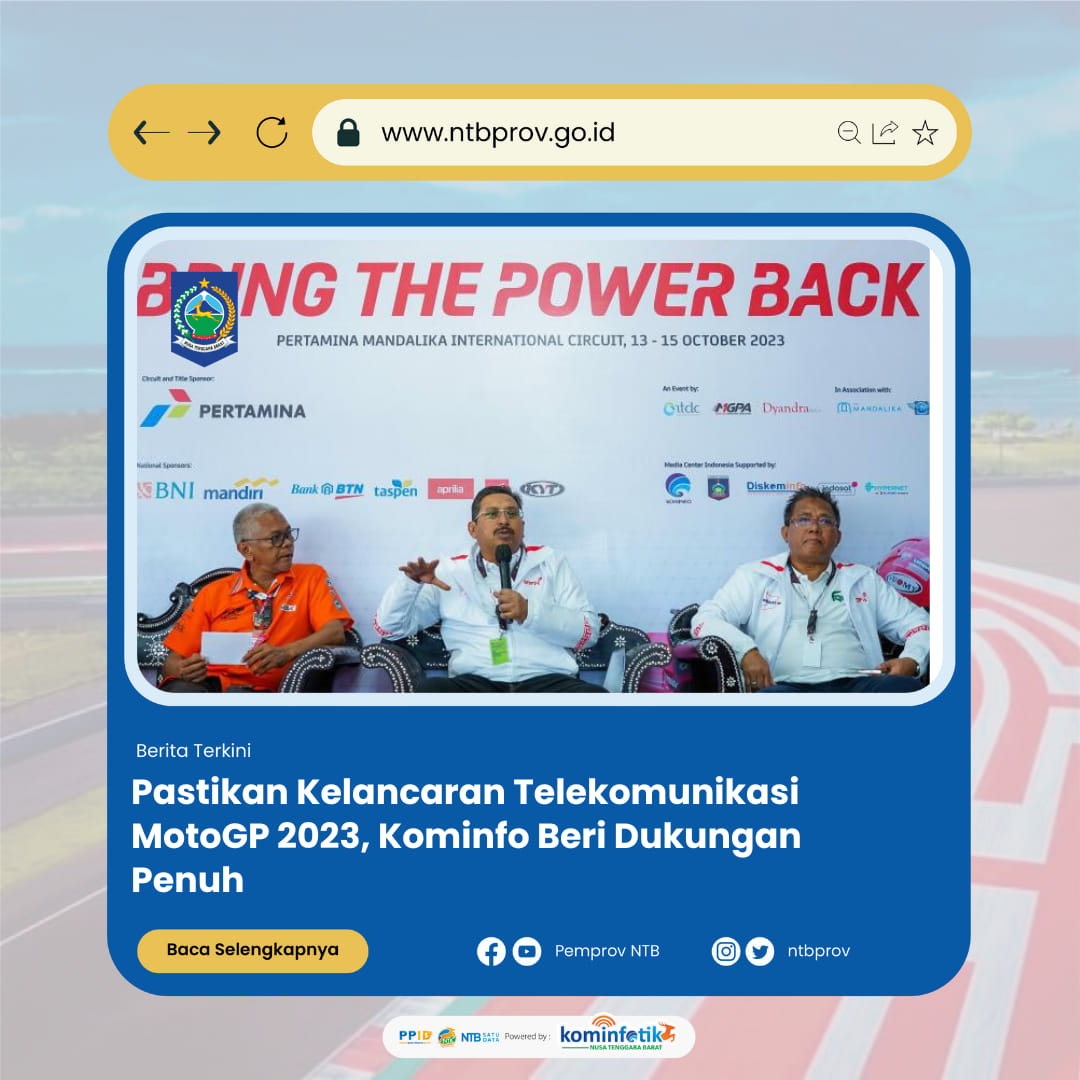 www.ntbprov.go.id
BRING THE POWER BACK
PERTAMINA MANDALIKA INTERNATIONAL CIRCUIT, 13 - 15 OCTOBER 2023
Circuit and Title Sponsor:
PERTAMINA
An Event by:
In Association with:
itdc
MGPA
Dyandra
MANDALIKA
National Sponsors:
BNI
mandiri
Bank BTN
taspen
aprilia
KYT
Media Center Indonesia Supported by:
KOMINFO
Diskominfo
indosat
HYPERNET
SUOMY
Berita Terkini
Pastikan Kelancaran Telekomunikasi
MotoGP 2023, Kominfo Beri Dukungan
Penuh
Baca Selengkapnya
Pemprov NTB
ntbprov
PPID
NTB SATU DATA
Powered by :
kominfotik
NUSA TENGGARA BARAT